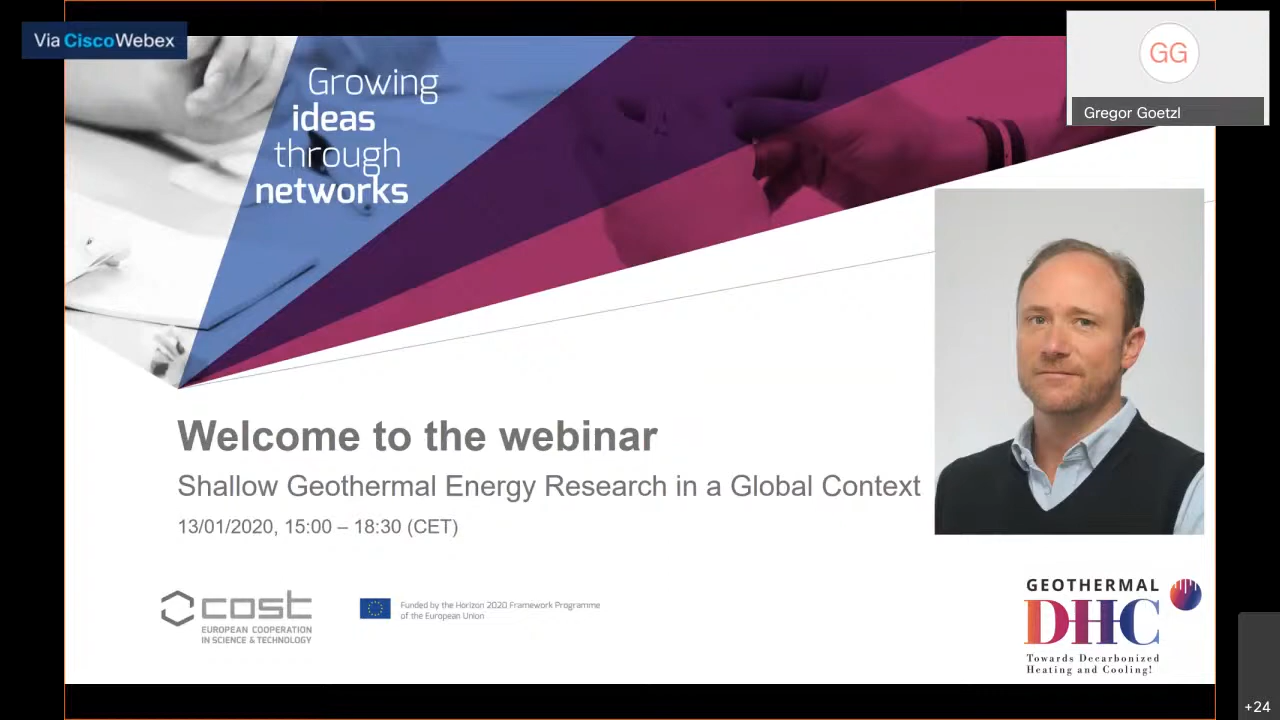 Via Cisco Webex
GG
Gregor Goetzl
Growing
ideas
through
networks
Welcome to the webinar
Shallow Geothermal Energy Research in a Global Context
13/01/2020, 15:00 – 18:30 (CET)
cost
EUROPEAN COOPERATION
IN SCIENCE & TECHNOLOGY
Funded by the Horizon 2020 Framework Programme
of the European Union
GEOTHERMAL
DHC
Towards Decarbonized
Heating and Cooling!
+24